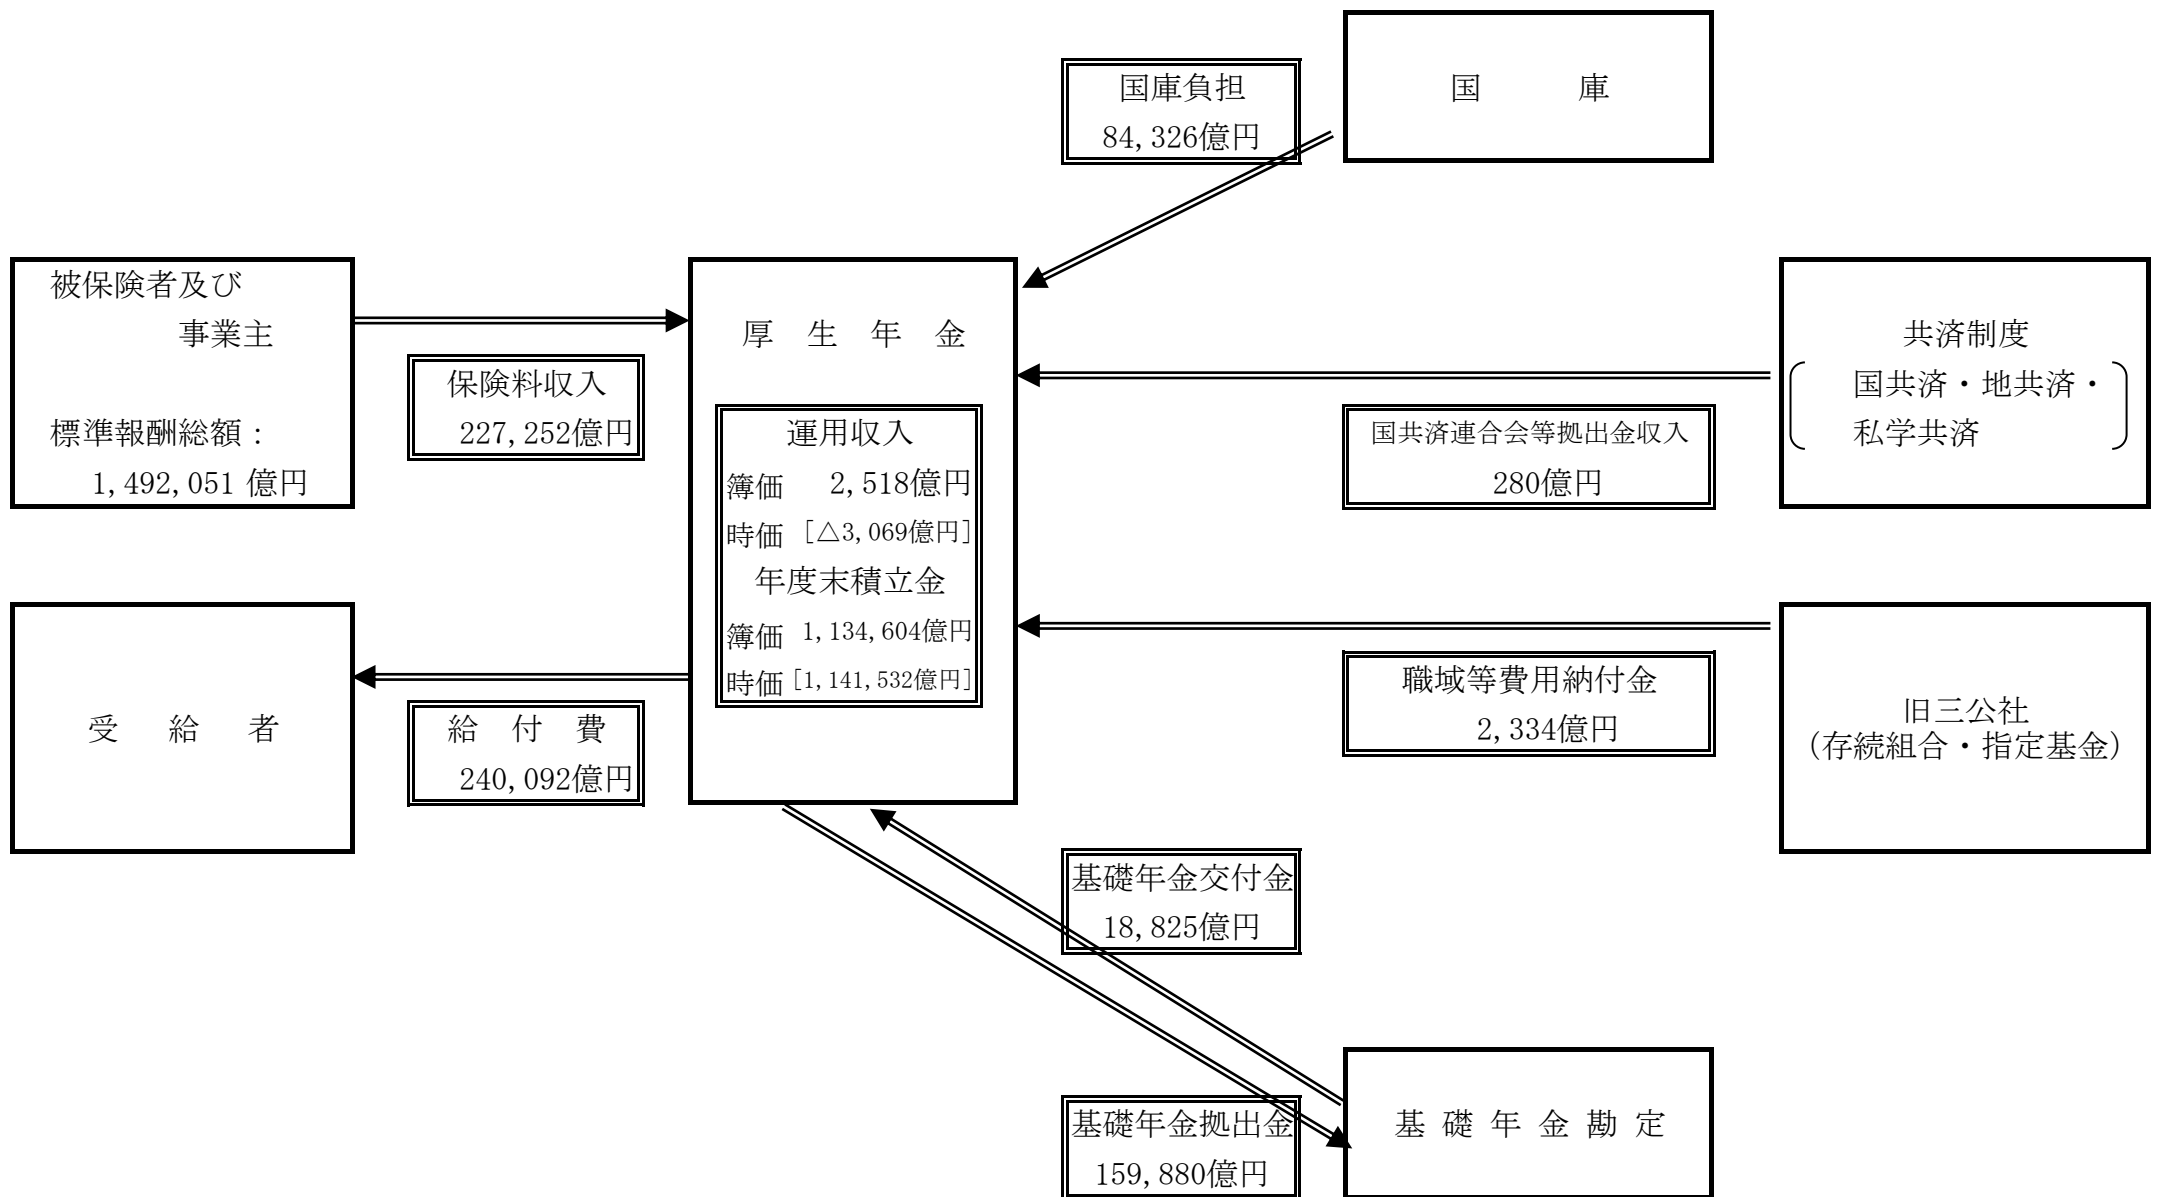 国庫
国庫負担
84,326億円
被保険者及び
事業主
標準報酬総額：
1,492,051 億円
保険料収入
227,252億円
厚生年金
運用収入
簿価 2,518億円
時価 [△3,069億円]
年度末積立金
簿価 1,134,604億円
時価 [1,141,532億円]
共済制度
国共済・地共済・
私学共済
国共済連合会等拠出金収入
280億円
受給者
給付費
240,092億円
職域等費用納付金
2,334億円
旧三公社
(存続組合・指定基金)
基礎年金交付金
18,825億円
基礎年金拠出金
159,880億円
基礎年金勘定